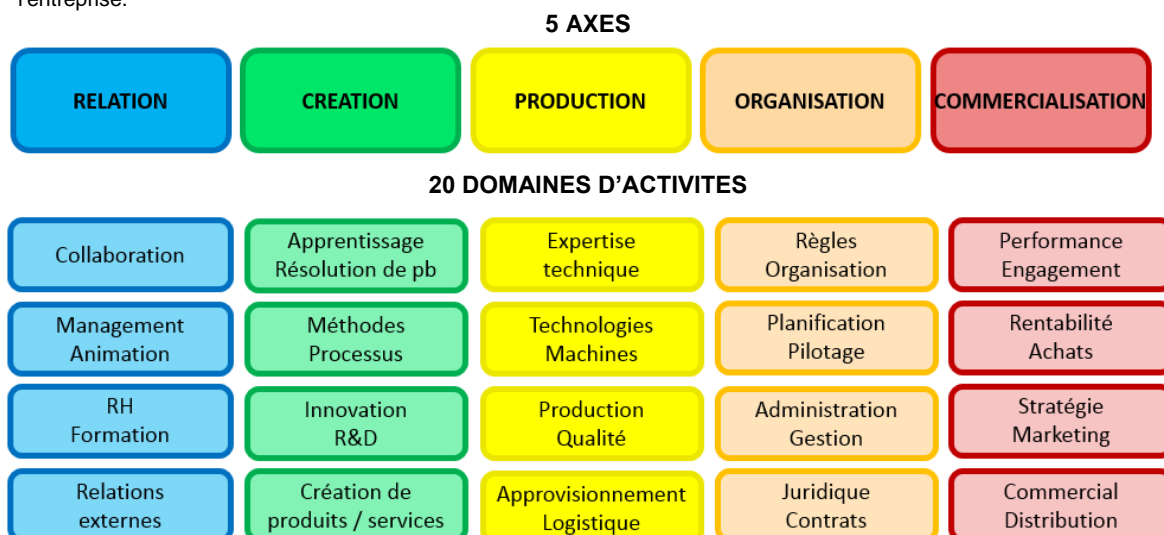 l'entreprise.
5 AXES
RELATION
CREATION
PRODUCTION
ORGANISATION
COMMERCIALISATION
20 DOMAINES D'ACTIVITES
Collaboration
Apprentissage
Résolution de pb
Expertise
technique
Règles
Organisation
Performance
Engagement
Management
Animation
Méthodes
Processus
Technologies
Machines
Planification
Pilotage
Rentabilité
Achats
RH
Formation
Innovation
R&D
Production
Qualité
Administration
Gestion
Stratégie
Marketing
Relations
externes
Création de
produits / services
Approvisionnement
Logistique
Juridique
Contrats
Commercial
Distribution